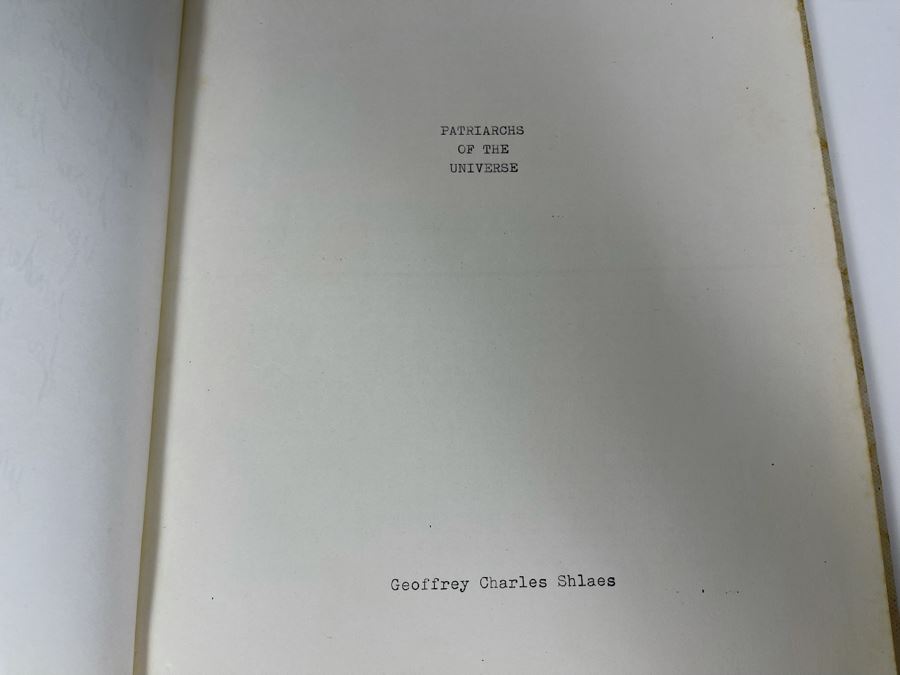 PATRIARCHS
OF THE
UNIVERSE
Geoffrey Charles Shlaes